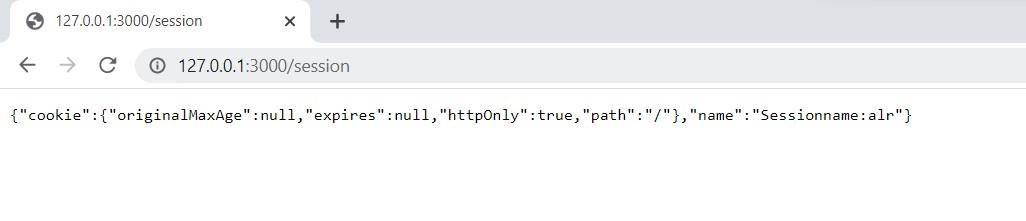 127.0.0.1:3000/session
127.0.0.1:3000/session
{"cookie":{"originalMaxAge":null,"expires":null,"httpOnly":true,"path":"/"},"name":"Sessionname:alr"}